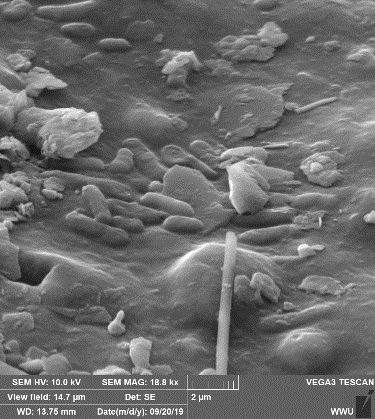 SEM HV: 10.0 kV SEM MAG: 18.8 kx VEGA3 TESCAN
View field: 14.7 µm Det: SE 2 µm
WD: 13.75 mm Date(m/d/y): 09/20/19 WWU